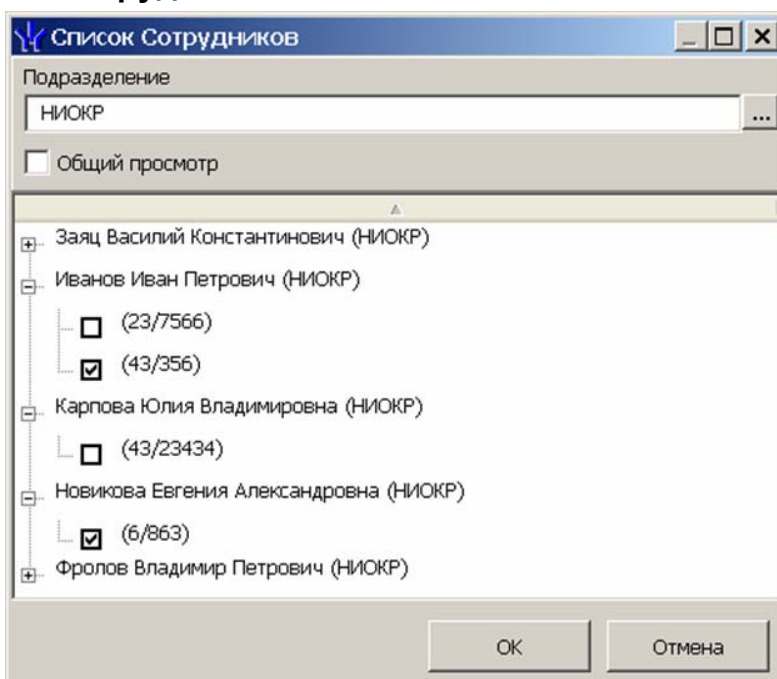 Список Сотрудников
Подразделение
НИОКР
...
Общий просмотр
Заяц Василий Константинович (НИОКР)
Иванов Иван Петрович (НИОКР)
(23/7566)
(43/356)
Карпова Юлия Владимировна (НИОКР)
(43/23434)
Новикова Евгения Александровна (НИОКР)
(6/863)
Фролов Владимир Петрович (НИОКР)
ОК Отмена